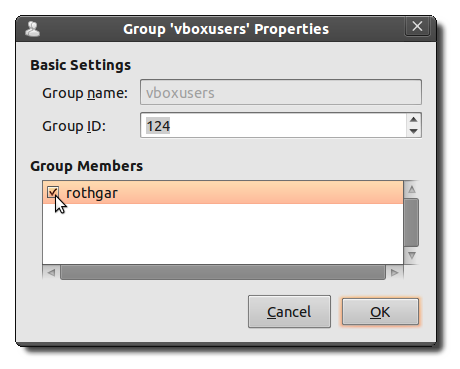 Group 'vboxusers' Properties
Basic Settings
Group name: vboxusers
Group ID: 124
Group Members
rothgar
Cancel OK